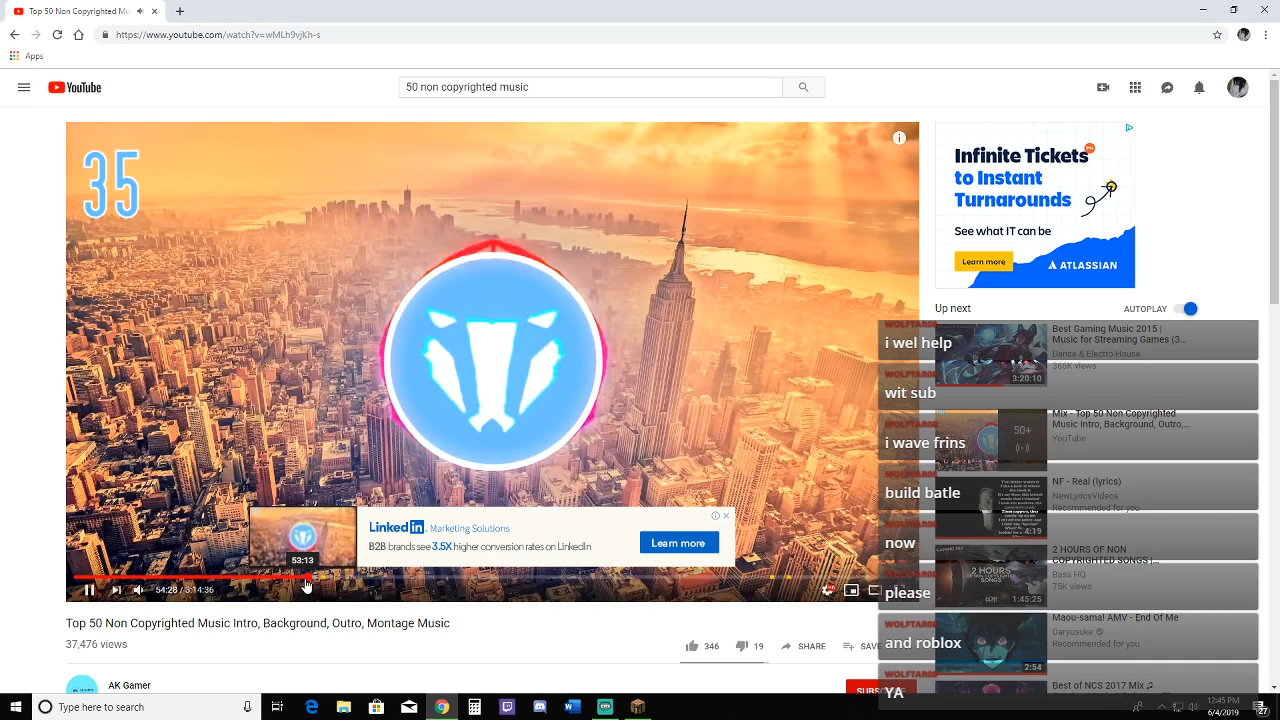 Top 50 Non Copyrighted Mu
https://www.youtube.com/watch?v=wMLh9vjKh-s
Apps
YouTube
50 non copyrighted music
35
Infinite Tickets
99+
to Instant
Turnarounds
See what IT can be
Learn more
ATLASSIAN
Up next
AUTOPLAY
WOLFTAR08
i wel help
Best Gaming Music 2015 |
Music for Streaming Games (3...
Dance & Electro House
366K views
3:20:10
wit sub
i wave frins
Mix - Top 50 Non Copyrighted
Music Intro, Background, Outro,...
YouTube
50+
build batle
NF - Real (lyrics)
NewLyricsVideos
Recommended for you
4:19
now
2 HOURS OF NON
COPYRIGHTED SONGS |...
Bass HQ
75K views
2 HOURS
1:45:25
please
and roblox
Maou-sama! AMV - End Of Me
Daryusuke
Recommended for you
2:54
YA
Best of NCS 2017 Mix
LinkedIn Marketing Solutions
B2B brands see 3.5X higher conversion rates on LinkedIn
Learn more
53:13
54:28 / 3:14:36
Top 50 Non Copyrighted Music Intro, Background, Outro, Montage Music
37,476 views
346
19
SHARE
SAVE
AK Gamer
Type here to search
12:45 PM
6/4/2019
27